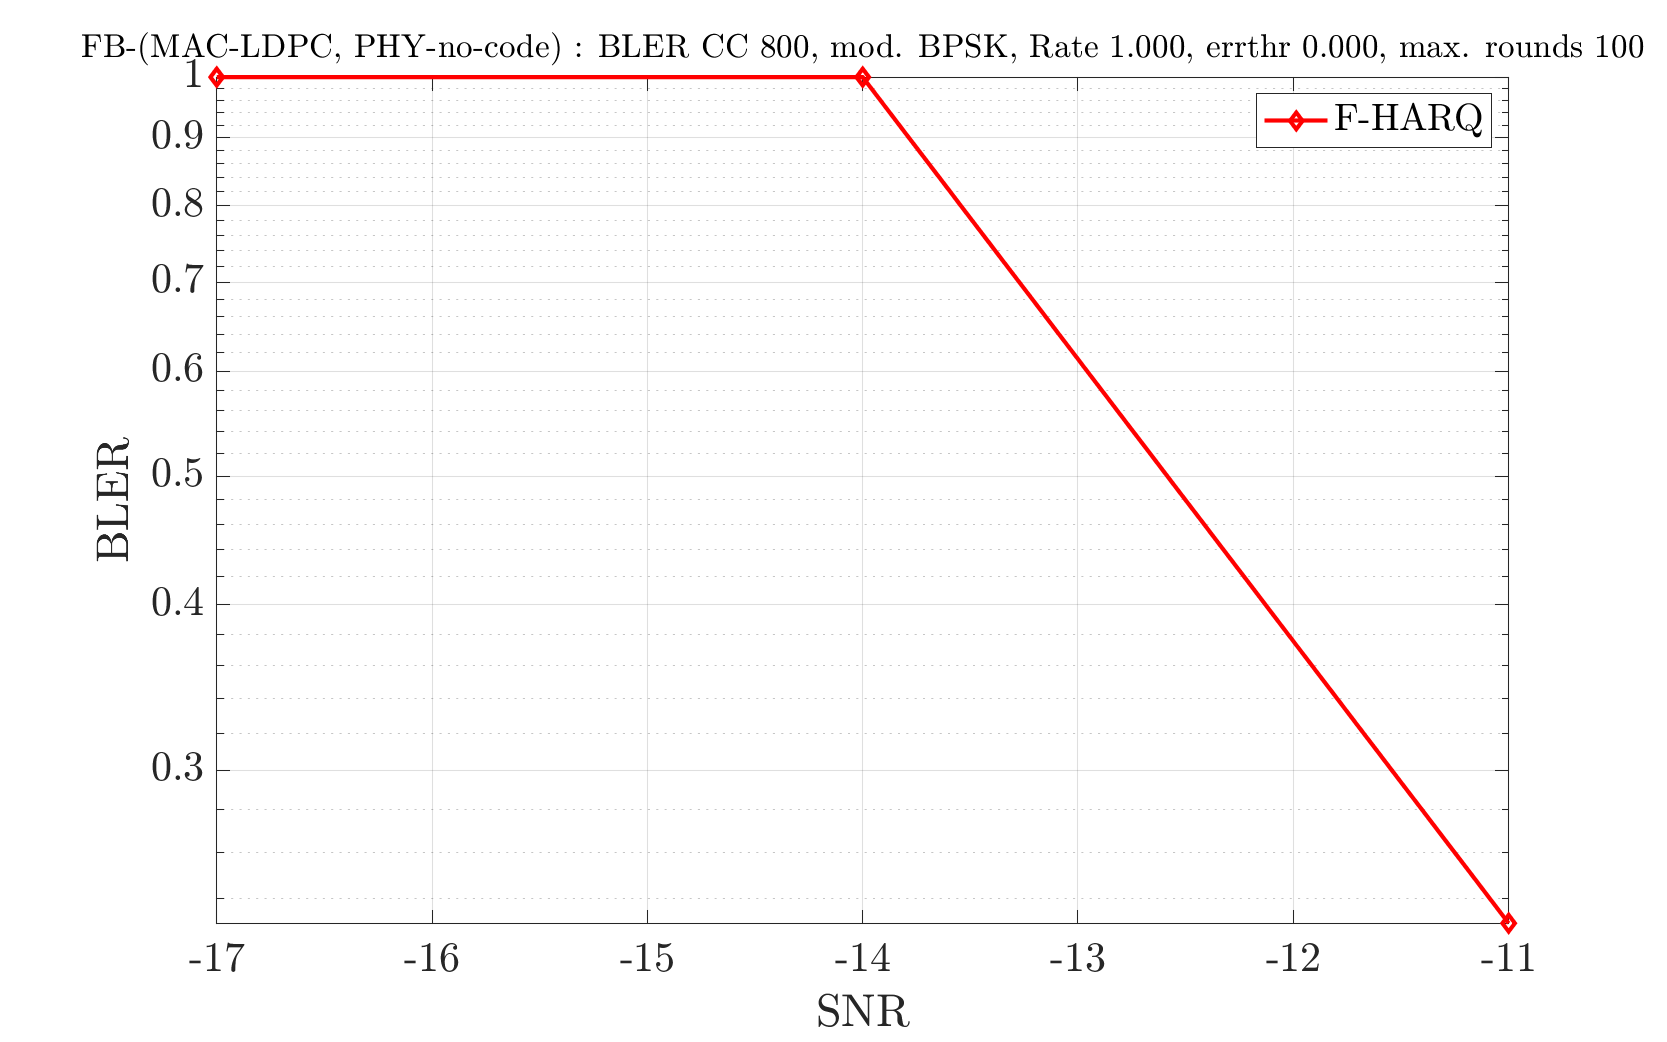 FB-(MAC-LDPC, PHY-no-code) : BLER CC 800, mod. BPSK, Rate 1.000, errthr 0.000, max. rounds 100
F-HARQ
1
0.9
0.8
0.7
0.6
0.5
0.4
0.3
BLER
-17 -16 -15 -14 -13 -12 -11
SNR